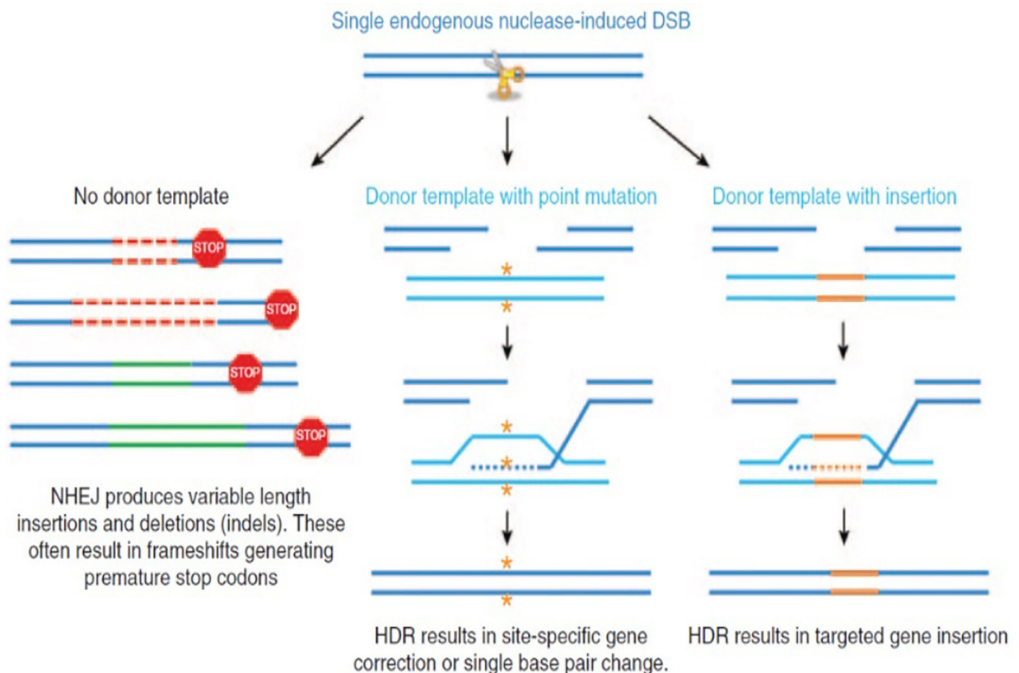 Single endogenous nuclease-induced DSB
No donor template
STOP
STOP
STOP
STOP
NHEJ produces variable length
insertions and deletions (indels). These
often result in frameshifts generating
premature stop codons
Donor template with point mutation
*
*
*
*
*
*
*
HDR results in site-specific gene
correction or single base pair change.
Donor template with insertion
HDR results in targeted gene insertion